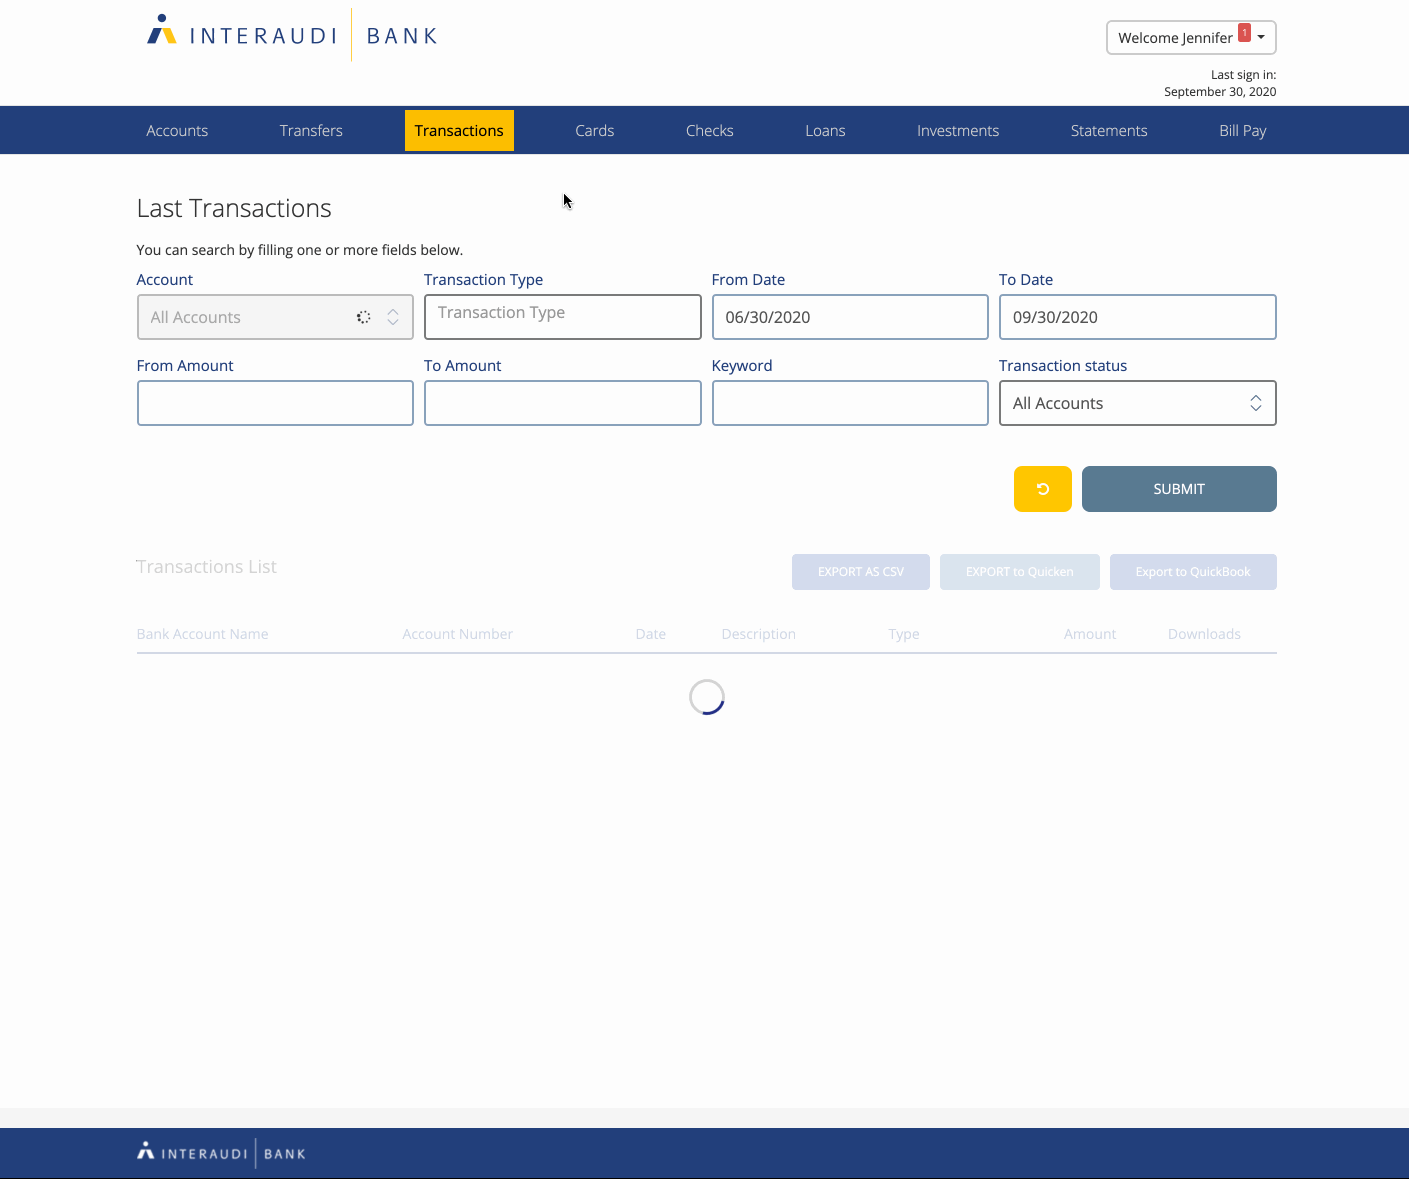 INTERAUDI BANK
Welcome Jennifer 1
Last sign in:
September 30, 2020
Accounts Transfers Transactions Cards Checks Loans Investments Statements Bill Pay
Last Transactions
You can search by filling one or more fields below.
Account Transaction Type From Date To Date
All Accounts Transaction Type 06/30/2020 09/30/2020
From Amount To Amount Keyword Transaction status
All Accounts
SUBMIT
Transactions List EXPORT AS CSV EXPORT to Quicken Export to QuickBook
Bank Account Name Account Number Date Description Type Amount Downloads
INTERAUDI BANK